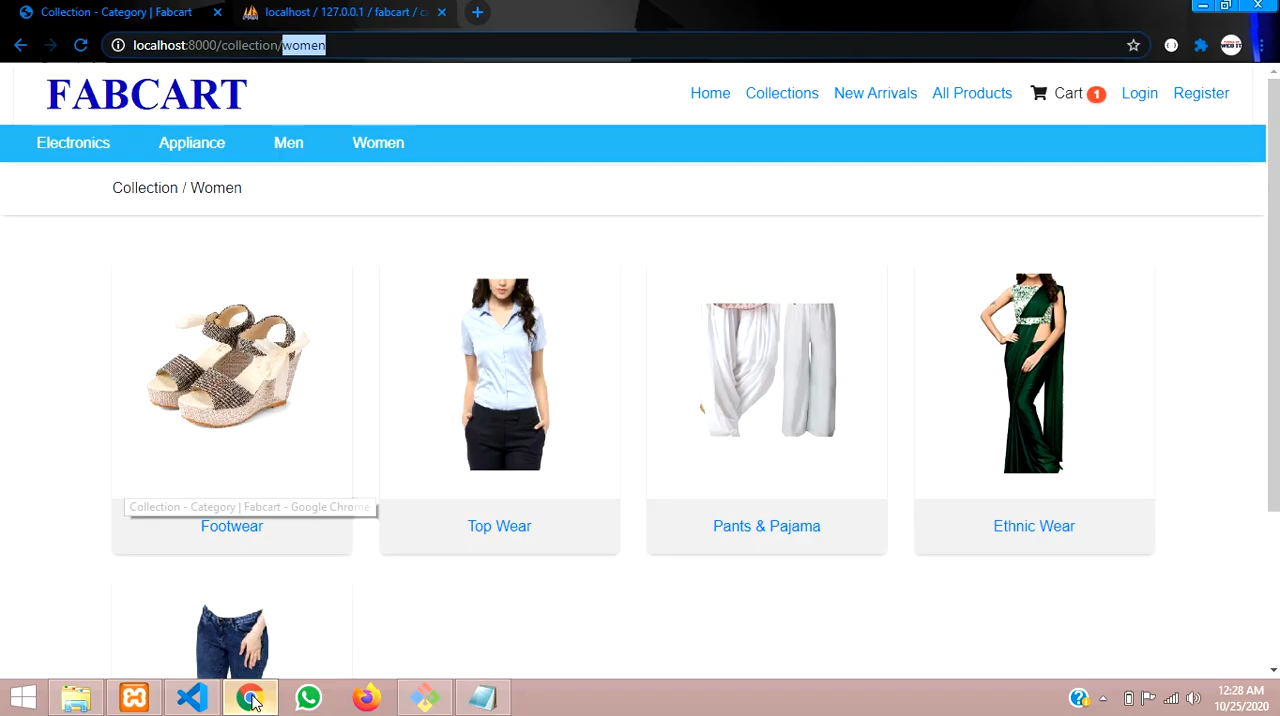 Collection - Category | Fabcart
localhost / 127.0.0.1 / fabcart / ca
localhost:8000/collection/women
FABCART
Home Collections New Arrivals All Products Cart 1 Login Register
Electronics Appliance Men Women
Collection / Women
Collection - Category | Fabcart - Google Chrome
Footwear Top Wear Pants & Pajama Ethnic Wear
12:28 AM
10/25/2020